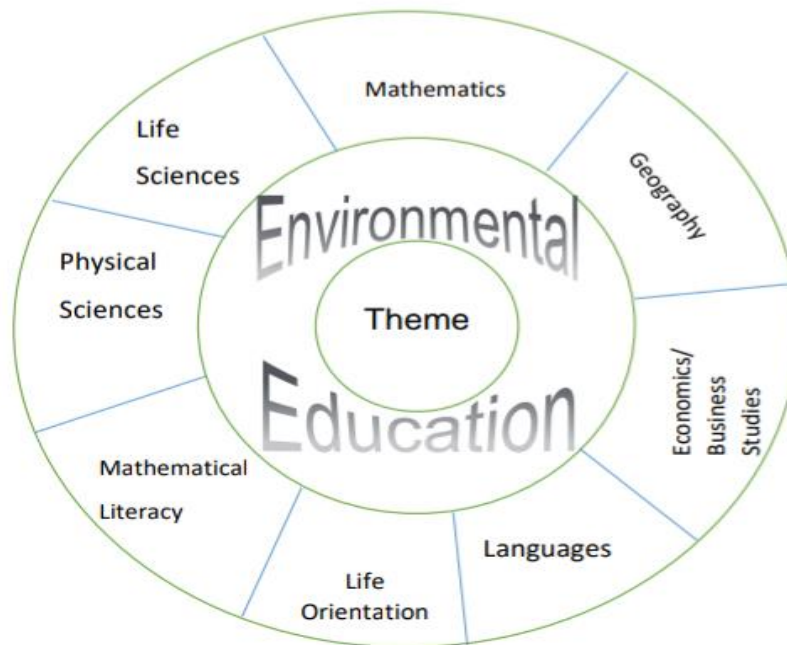 Mathematics
Geography
Economics/
Business
Studies
Languages
Life
Orientation
Mathematical
Literacy
Physical
Sciences
Life
Sciences
Environmental
Theme
Education